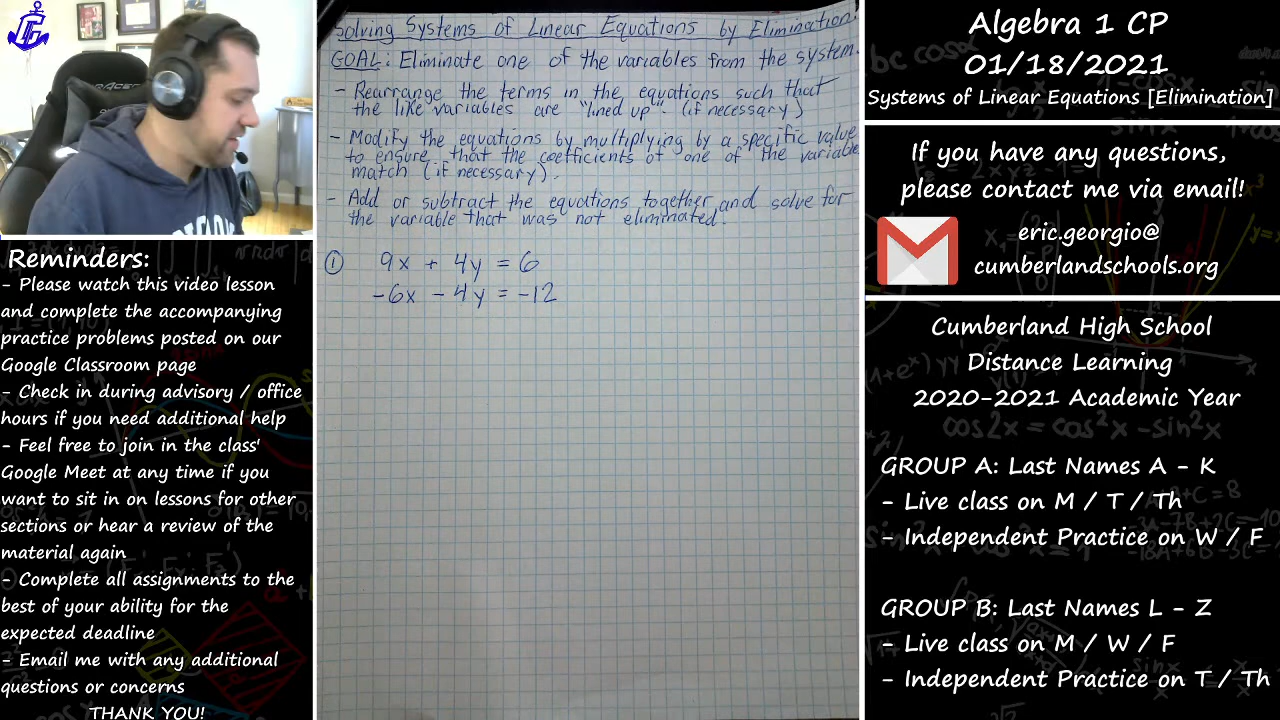 Reminders:
- Please watch this video lesson
and complete the accompanying
practice problems posted on our
Google Classroom page
- Check in during advisory / office
hours if you need additional help
- Feel free to join in the class'
Google Meet at any time if you
want to sit in on lessons for other
sections or hear a review of the
material again
- Complete all assignments to the
best of your ability for the
expected deadline
- Email me with any additional
questions or concerns
THANK YOU!
Solving Systems of Linear Equations by Elimination.
GOAL: Eliminate one of the variables from the system.
- Rearrange the terms in the equations such that
the like variables are "lined up". (if necessary)
- Modify the equations by multiplying by a specific value
to ensure that the coefficients of one of the variable
match (if necessary).
- Add or subtract the equations together, and solve for
the variable that was not eliminated.
① 9x + 4y = 6
-6x - 4y = -12
Algebra 1 CP
01/18/2021
Systems of Linear Equations [Elimination]
If you have any questions,
please contact me via email!
eric.georgio@
cumberlandschools.org
Cumberland High School
Distance Learning
2020-2021 Academic Year
cos2x = cos²x -sin²x
GROUP A: Last Names A - K
- Live class on M / T / Th
- Independent Practice on W / F
GROUP B: Last Names L - Z
- Live class on M / W / F
- Independent Practice on T / Th